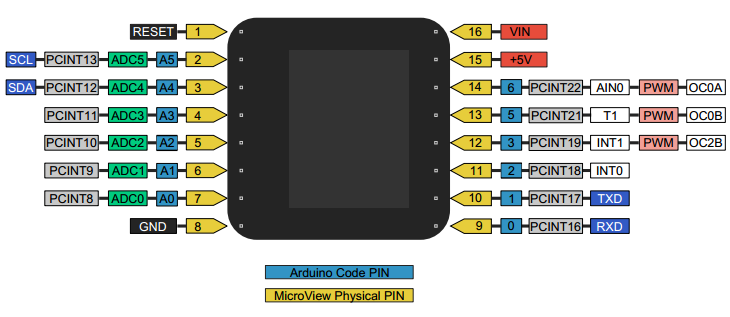 RESET 1 16 VIN
SCL PCINT13 ADC5 A5 2 15 +5V
SDA PCINT12 ADC4 A4 3 14 6 PCINT22 AIN0 PWM OC0A
PCINT11 ADC3 A3 4 13 5 PCINT21 T1 PWM OC0B
PCINT10 ADC2 A2 5 12 3 PCINT19 INT1 PWM OC2B
PCINT9 ADC1 A1 6 11 2 PCINT18 INT0
PCINT8 ADC0 A0 7 10 1 PCINT17 TXD
GND 8 9 0 PCINT16 RXD
Arduino Code PIN
MicroView Physical PIN